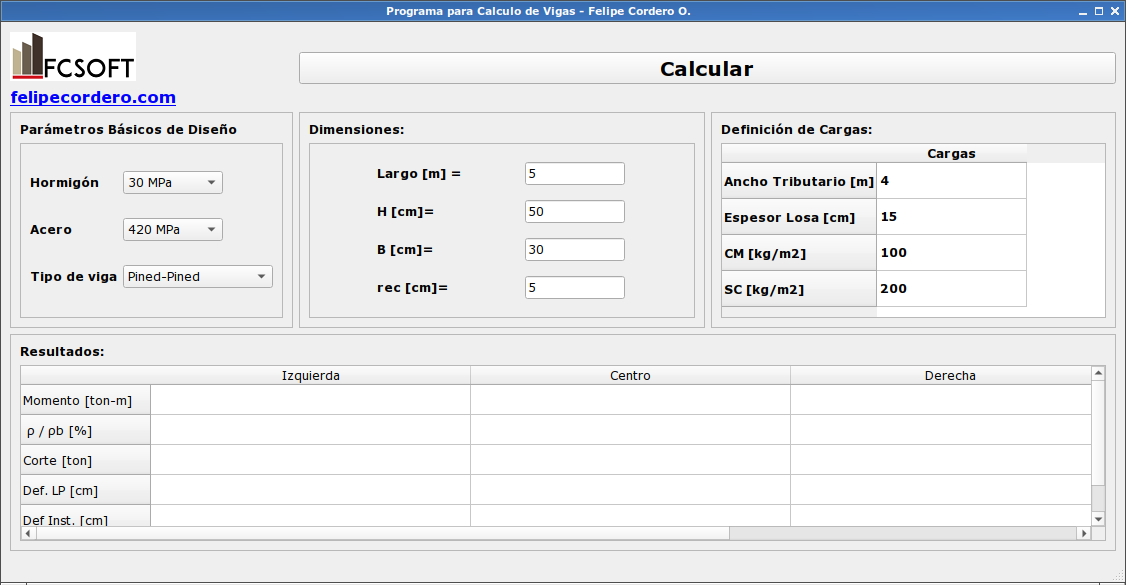 Programa para Calculo de Vigas - Felipe Cordero O.
FCSOFT
Calcular
felipecordero.com
Parámetros Básicos de Diseño
Hormigón 30 MPa
Acero 420 MPa
Tipo de viga Pined-Pined
Dimensiones:
Largo [m] = 5
H [cm]= 50
B [cm]= 30
rec [cm]= 5
Definición de Cargas:
Cargas
Ancho Tributario [m] 4
Espesor Losa [cm] 15
CM [kg/m2] 100
SC [kg/m2] 200
Resultados:
Izquierda Centro Derecha
Momento [ton-m]
ρ / ρb [%]
Corte [ton]
Def. LP [cm]
Def Inst. [cm]